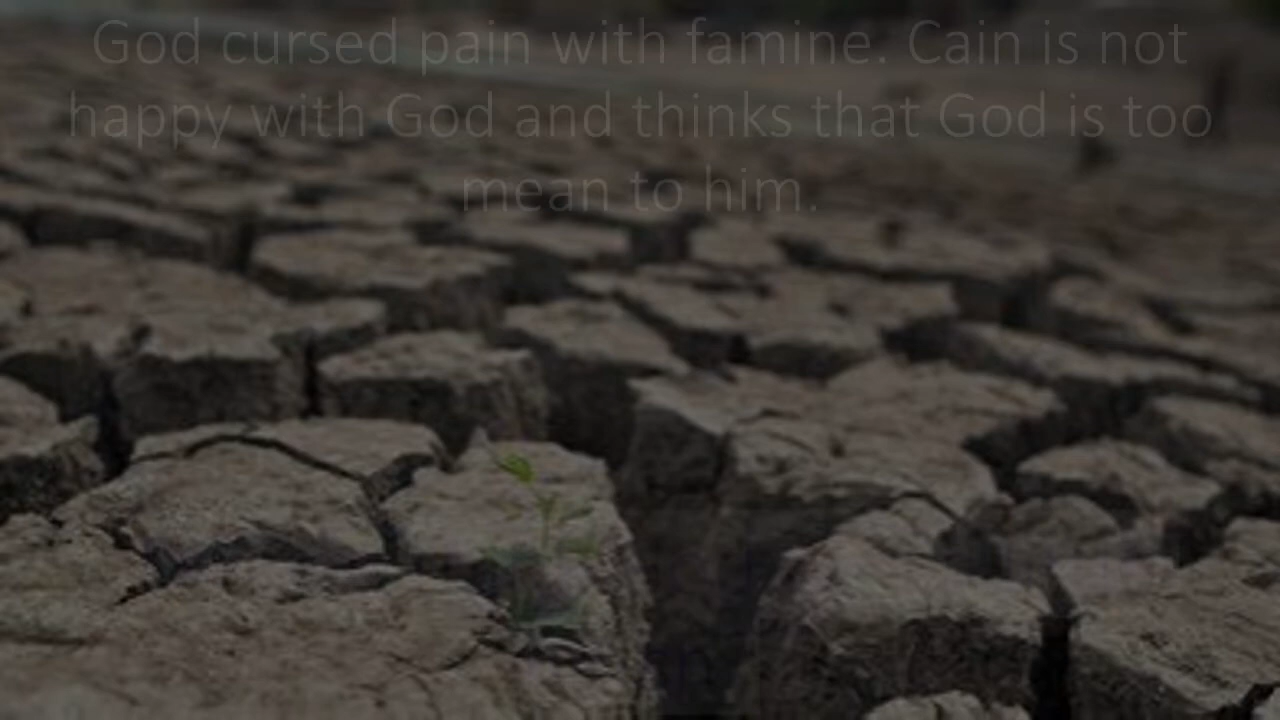 God cursed pain with famine. Cain is not
happy with God and thinks that God is too
mean to him.